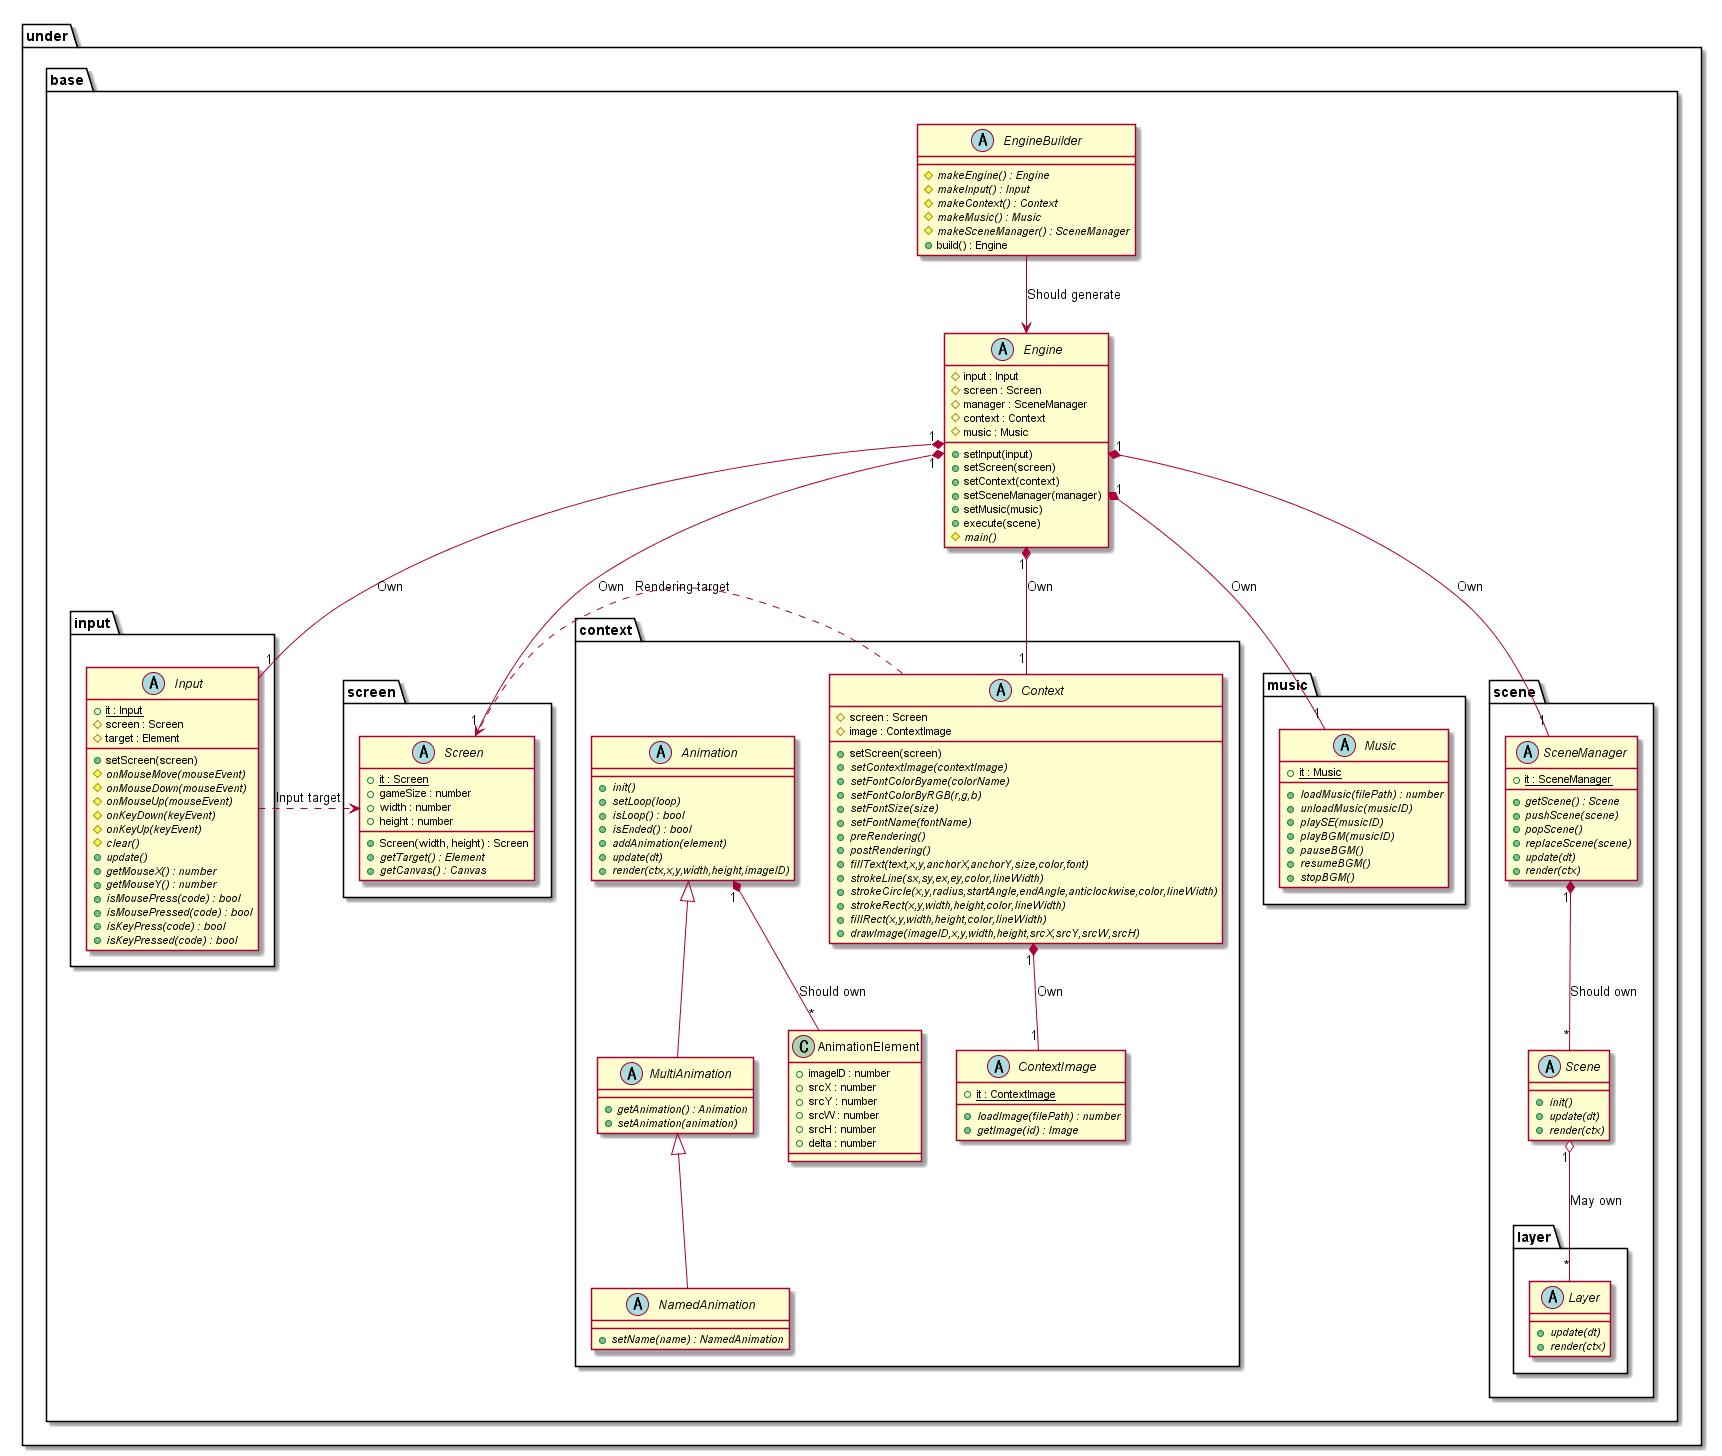 under
base
A EngineBuilder
makeEngine() : Engine
makeInput() : Input
makeContext() : Context
makeMusic() : Music
makeSceneManager() : SceneManager
build() : Engine
Should generate
A Engine
input : Input
screen : Screen
manager : SceneManager
context : Context
music : Music
setInput(input)
setScreen(screen)
setContext(context)
setSceneManager(manager)
setMusic(music)
execute(scene)
main()
1
1
1
1
1
Own
Own
Rendering target
Own
Own
Own
input
1
A Input
it : Input
screen : Screen
target : Element
setScreen(screen)
onMouseMove(mouseEvent)
onMouseDown(mouseEvent)
onMouseUp(mouseEvent)
onKeyDown(keyEvent)
onKeyUp(keyEvent)
clear()
update()
getMouseX() : number
getMouseY() : number
isMousePress(code) : bool
isMousePressed(code) : bool
isKeyPress(code) : bool
isKeyPressed(code) : bool
Input target
screen
1
A Screen
it : Screen
gameSize : number
width : number
height : number
Screen(width, height) : Screen
getTarget() : Element
getCanvas() : Canvas
context
A Animation
init()
setLoop(loop)
isLoop() : bool
isEnded() : bool
addAnimation(element)
update(dt)
render(ctx,x,y,width,height,imageID)
1
Should own
*
1
A Context
screen : Screen
image : ContextImage
setScreen(screen)
setContextImage(contextImage)
setFontColorByame(colorName)
setFontColorByRGB(r,g,b)
setFontSize(size)
setFontName(fontName)
preRendering()
postRendering()
fillText(text,x,y,anchorX,anchorY,size,color,font)
strokeLine(sx,sy,ex,ey,color,lineWidth)
strokeCircle(x,y,radius,startAngle,endAngle,anticlockwise,color,lineWidth)
strokeRect(x,y,width,height,color,lineWidth)
fillRect(x,y,width,height,color,lineWidth)
drawImage(imageID,x,y,width,height,srcX,srcY,srcW,srcH)
1
Own
1
A MultiAnimation
getAnimation() : Animation
setAnimation(animation)
C AnimationElement
imageID : number
srcX : number
srcY : number
srcW : number
srcH : number
delta : number
A ContextImage
it : ContextImage
loadImage(filePath) : number
getImage(id) : Image
A NamedAnimation
setName(name) : NamedAnimation
music
1
A Music
it : Music
loadMusic(filePath) : number
unloadMusic(musicID)
playSE(musicID)
playBGM(musicID)
pauseBGM()
resumeBGM()
stopBGM()
scene
1
A SceneManager
it : SceneManager
getScene() : Scene
pushScene(scene)
popScene()
replaceScene(scene)
update(dt)
render(ctx)
1
Should own
*
A Scene
init()
update(dt)
render(ctx)
1
May own
layer
*
A Layer
update(dt)
render(ctx)